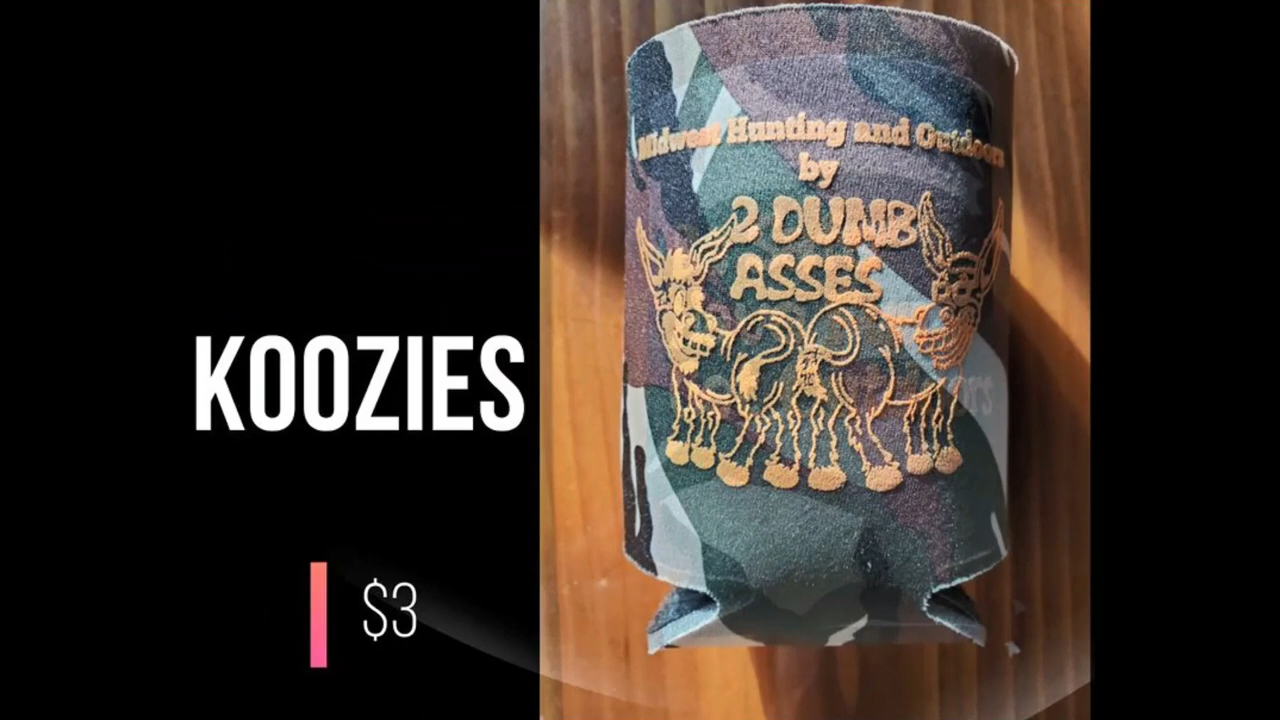 KOOZIES
$3
Midwest Hunting and Outdoors
by
2 DUMB
ASSES